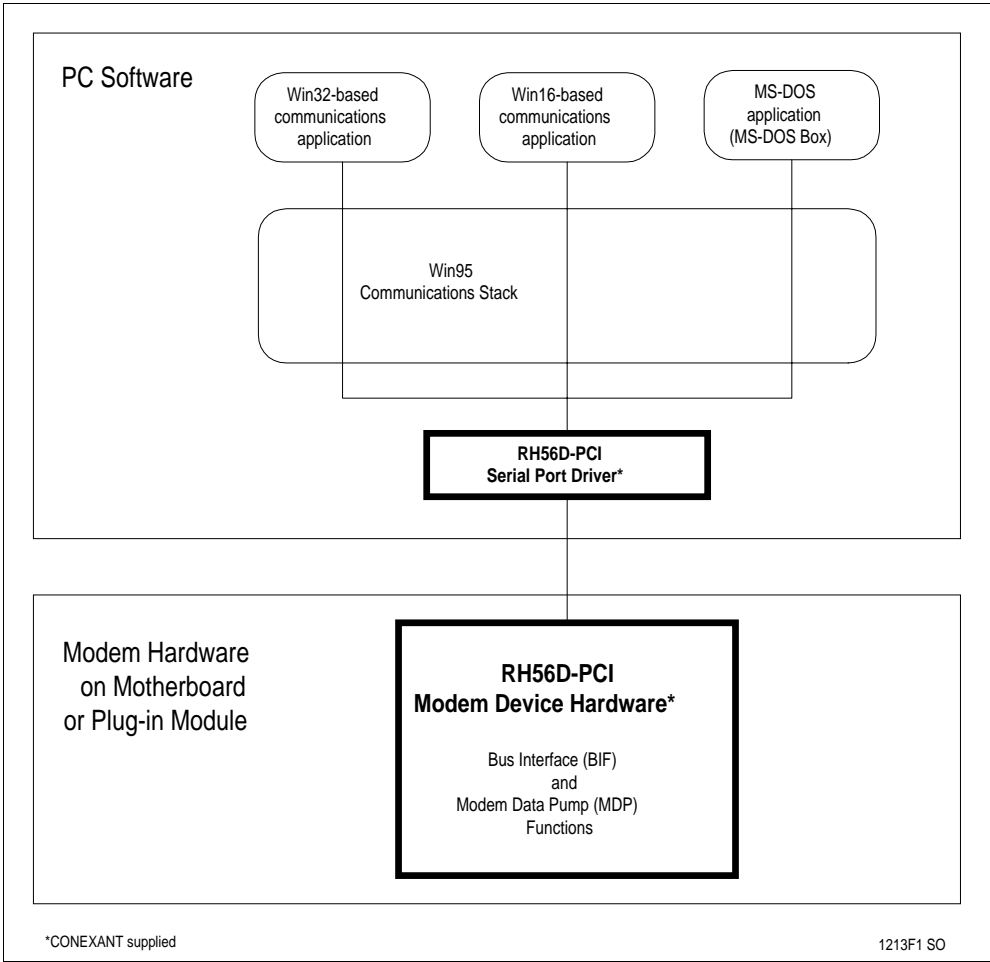 PC Software
Win32-based
communications
application
Win16-based
communications
application
MS-DOS
application
(MS-DOS Box)
Win95
Communications Stack
RH56D-PCI
Serial Port Driver*
Modem Hardware
on Motherboard
or Plug-in Module
RH56D-PCI
Modem Device Hardware*
Bus Interface (BIF)
and
Modem Data Pump (MDP)
Functions
*CONEXANT supplied
1213F1 SO